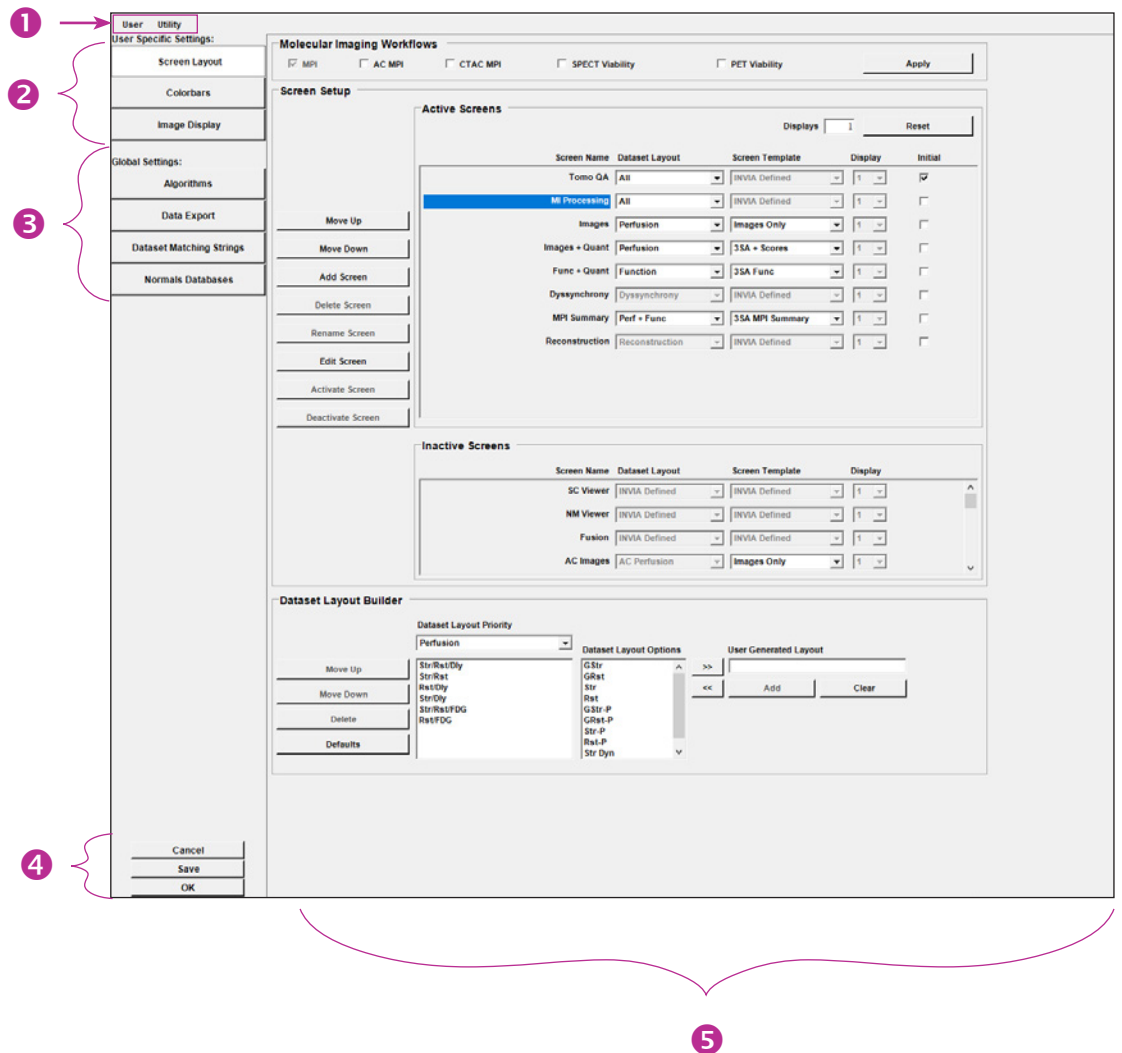 1
User Utility
User Specific Settings:
2
Screen Layout
Colorbars
Image Display
3
Global Settings:
Algorithms
Data Export
Dataset Matching Strings
Normals Databases
4
Cancel
Save
OK
Molecular Imaging Workflows
MPI AC MPI CTAC MPI SPECT Viability PET Viability Apply
Screen Setup
Move Up
Move Down
Add Screen
Delete Screen
Rename Screen
Edit Screen
Activate Screen
Deactivate Screen
Active Screens
Displays 1 Reset
Screen Name Dataset Layout Screen Template Display Initial
Tomo QA All INVIA Defined 1
MI Processing All INVIA Defined 1
Images Perfusion Images Only 1
Images + Quant Perfusion 3SA + Scores 1
Func + Quant Function 3SA Func 1
Dyssynchrony Dyssynchrony INVIA Defined 1
MPI Summary Perf + Func 3SA MPI Summary 1
Reconstruction Reconstruction INVIA Defined 1
Inactive Screens
Screen Name Dataset Layout Screen Template Display
SC Viewer INVIA Defined INVIA Defined 1
NM Viewer INVIA Defined INVIA Defined 1
Fusion INVIA Defined INVIA Defined 1
AC Images AC Perfusion Images Only 1
Dataset Layout Builder
Move Up
Move Down
Delete
Defaults
Dataset Layout Priority
Perfusion
Str/Rst/Dly
Str/Rst
Rst/Dly
Str/Dly
Str/Rst/FDG
Rst/FDG
Dataset Layout Options
GStr
GRst
Str
Rst
GStr-P
GRst-P
Str-P
Rst-P
Str Dyn
>>
<<
User Generated Layout
Add Clear
5